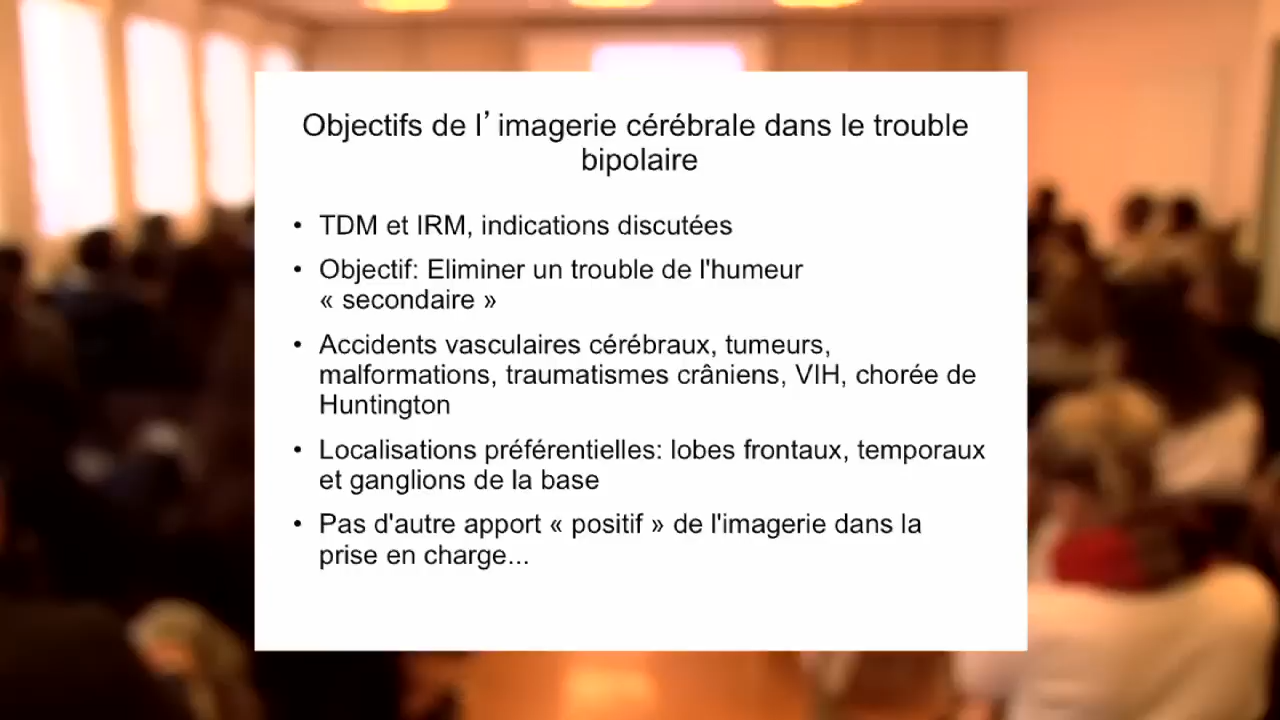 Objectifs de l’imagerie cérébrale dans le trouble
bipolaire
• TDM et IRM, indications discutées
• Objectif: Eliminer un trouble de l'humeur
« secondaire »
• Accidents vasculaires cérébraux, tumeurs,
malformations, traumatismes crâniens, VIH, chorée de
Huntington
• Localisations préférentielles: lobes frontaux, temporaux
et ganglions de la base
• Pas d'autre apport « positif » de l'imagerie dans la
prise en charge...